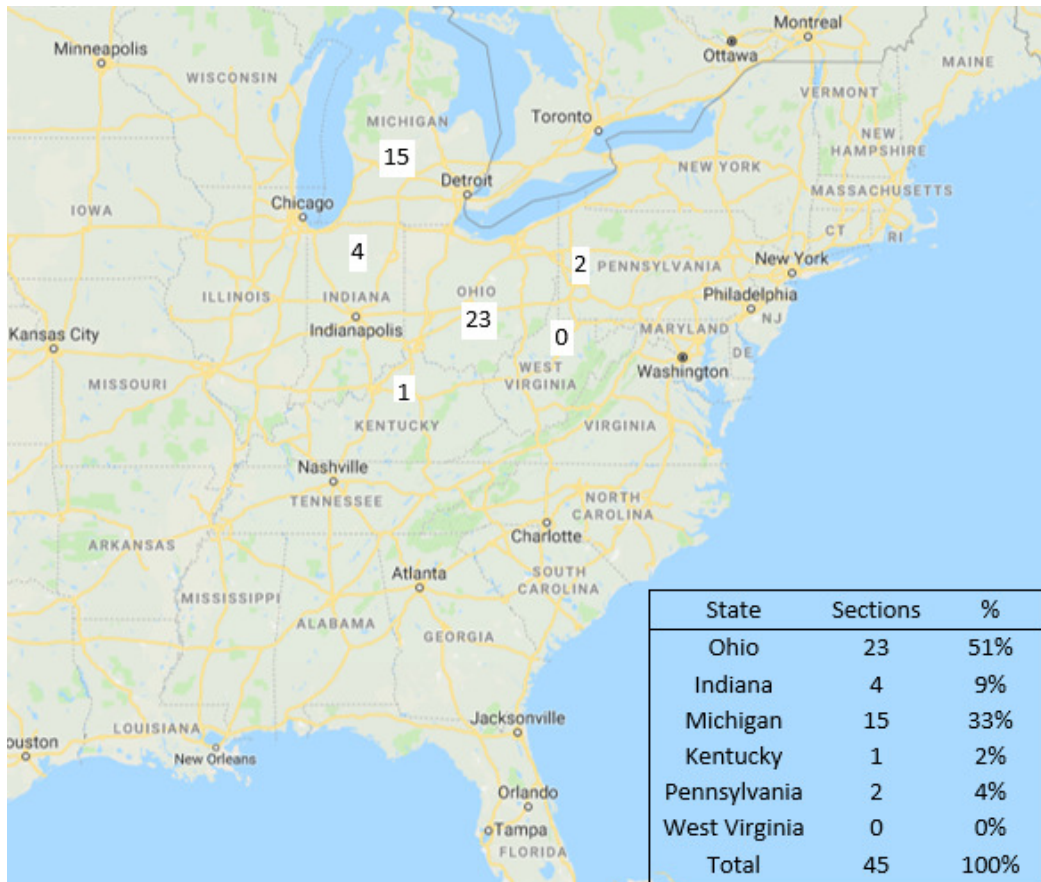 Montreal
Minneapolis
Ottawa
MAINE
WISCONSIN
VERMONT
MICHIGAN
Toronto
NEW
HAMPSHIRE
15
NEW YORK
Detroit
MASSACHUSETTS
Chicago
IOWA
CT
RI
4
2
PENNSYLVANIA
New York
ILLINOIS
INDIANA
OHIO
Philadelphia
Indianapolis
23
MARYLAND
NJ
Kansas City
0
DE
WEST
VIRGINIA
Washington
MISSOURI
1
KENTUCKY
VIRGINIA
Nashville
TENNESSEE
NORTH
CAROLINA
Charlotte
ARKANSAS
Atlanta
SOUTH
CAROLINA
MISSISSIPPI
ALABAMA
GEORGIA
LOUISIANA
Jacksonville
ouston
New Orleans
Orlando
Tampa
FLORIDA
State Sections %
Ohio 23 51%
Indiana 4 9%
Michigan 15 33%
Kentucky 1 2%
Pennsylvania 2 4%
West Virginia 0 0%
Total 45 100%